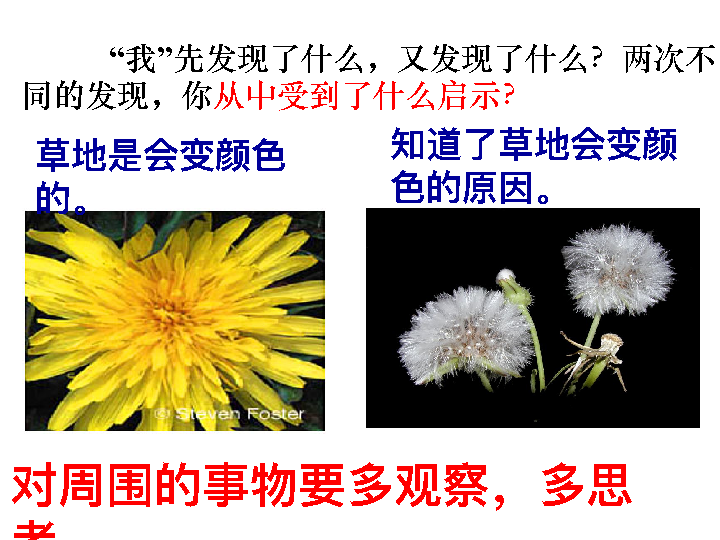 “我”先发现了什么，又发现了什么？两次不
同的发现，你从中受到了什么启示？
草地是会变颜色
的。
知道了草地会变颜
色的原因。
© Steven Foster
对周围的事物要多观察，多思
考